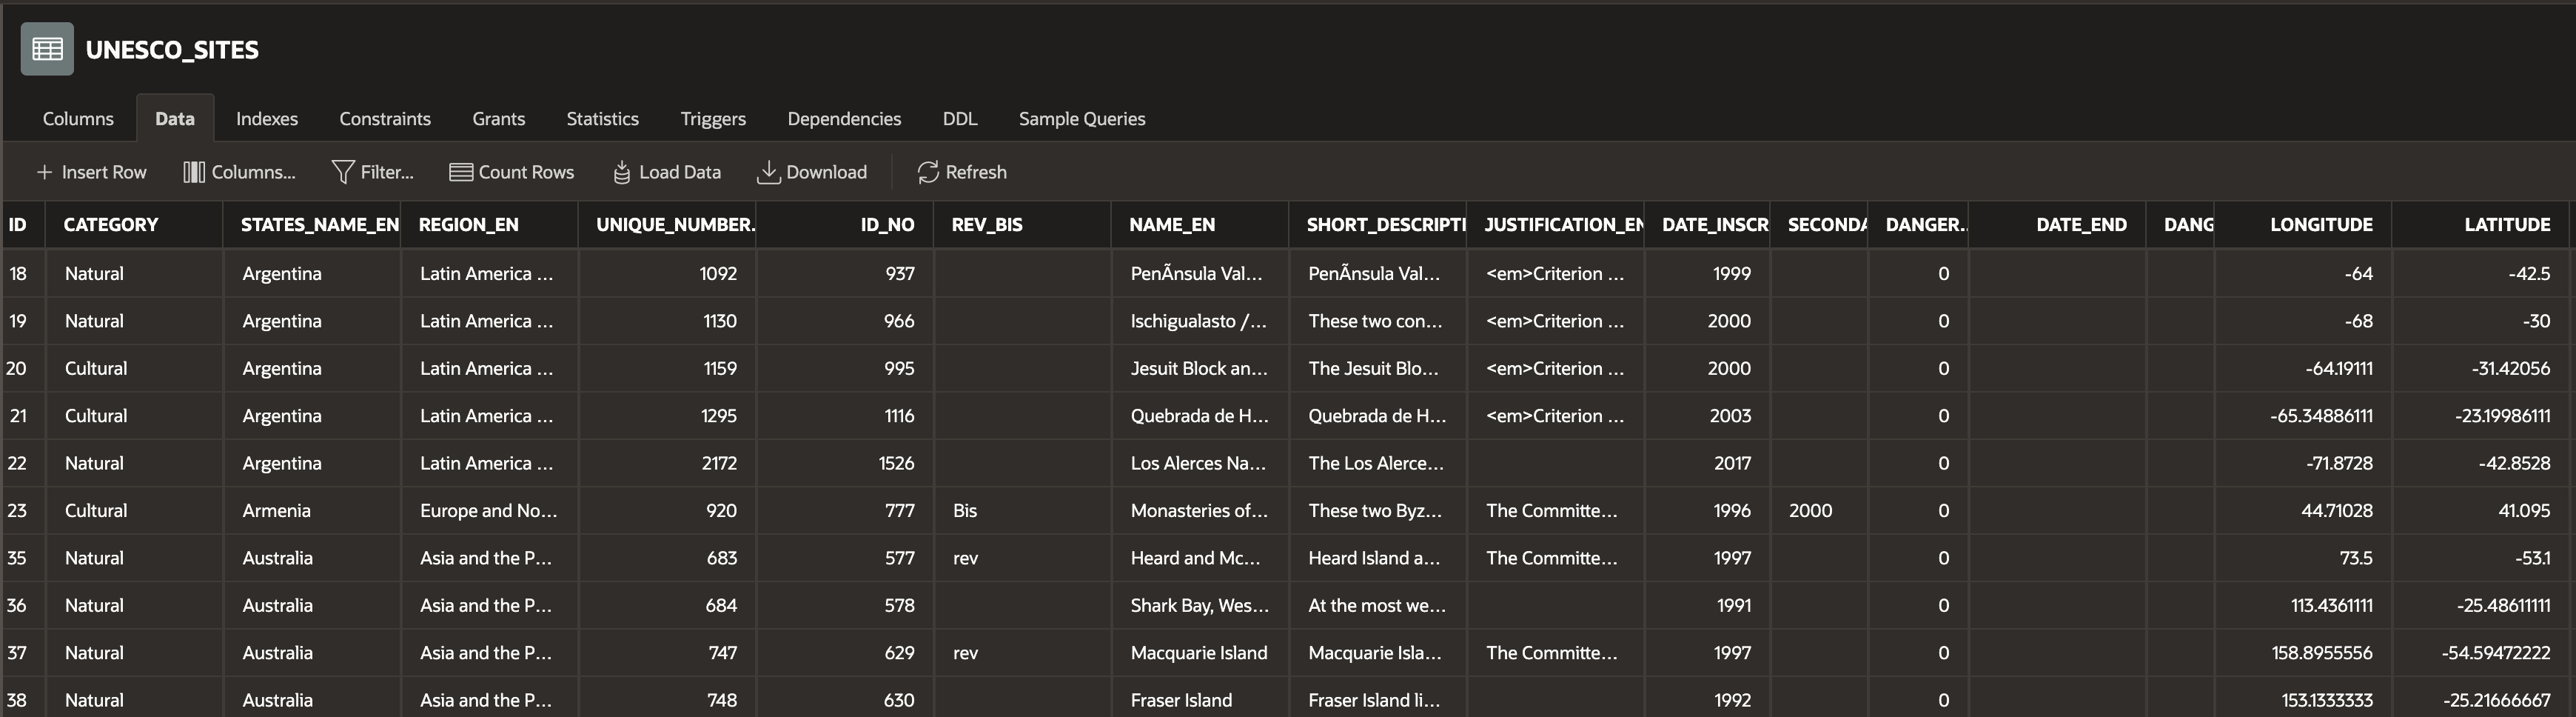 UNESCO_SITES
Columns Data Indexes Constraints Grants Statistics Triggers Dependencies DDL Sample Queries
Insert Row Columns... Filter... Count Rows Load Data Download Refresh
ID CATEGORY STATES_NAME_EN REGION_EN UNIQUE_NUMBER. ID_NO REV_BIS NAME_EN SHORT_DESCRIPTI JUSTIFICATION_EN DATE_INSCR SECONDA DANGER.. DATE_END DANG LONGITUDE LATITUDE
18 Natural Argentina Latin America ... 1092 937 PenÃnsula Val... PenÃnsula Val... <em>Criterion ... 1999 0 -64 -42.5
19 Natural Argentina Latin America ... 1130 966 Ischigualasto /... These two con... <em>Criterion ... 2000 0 -68 -30
20 Cultural Argentina Latin America ... 1159 995 Jesuit Block an... The Jesuit Blo... <em>Criterion ... 2000 0 -64.19111 -31.42056
21 Cultural Argentina Latin America ... 1295 1116 Quebrada de H... Quebrada de H... <em>Criterion ... 2003 0 -65.34886111 -23.19986111
22 Natural Argentina Latin America ... 2172 1526 Los Alerces Na... The Los Alerce... 2017 0 -71.8728 -42.8528
23 Cultural Armenia Europe and No... 920 777 Bis Monasteries of... These two Byz... The Committe... 1996 2000 0 44.71028 41.095
35 Natural Australia Asia and the P... 683 577 rev Heard and Mc... Heard Island a... The Committe... 1997 0 73.5 -53.1
36 Natural Australia Asia and the P... 684 578 Shark Bay, Wes... At the most we... 1991 0 113.4361111 -25.48611111
37 Natural Australia Asia and the P... 747 629 rev Macquarie Island Macquarie Isla... The Committe... 1997 0 158.8955556 -54.59472222
38 Natural Australia Asia and the P... 748 630 Fraser Island Fraser Island li... 1992 0 153.1333333 -25.21666667